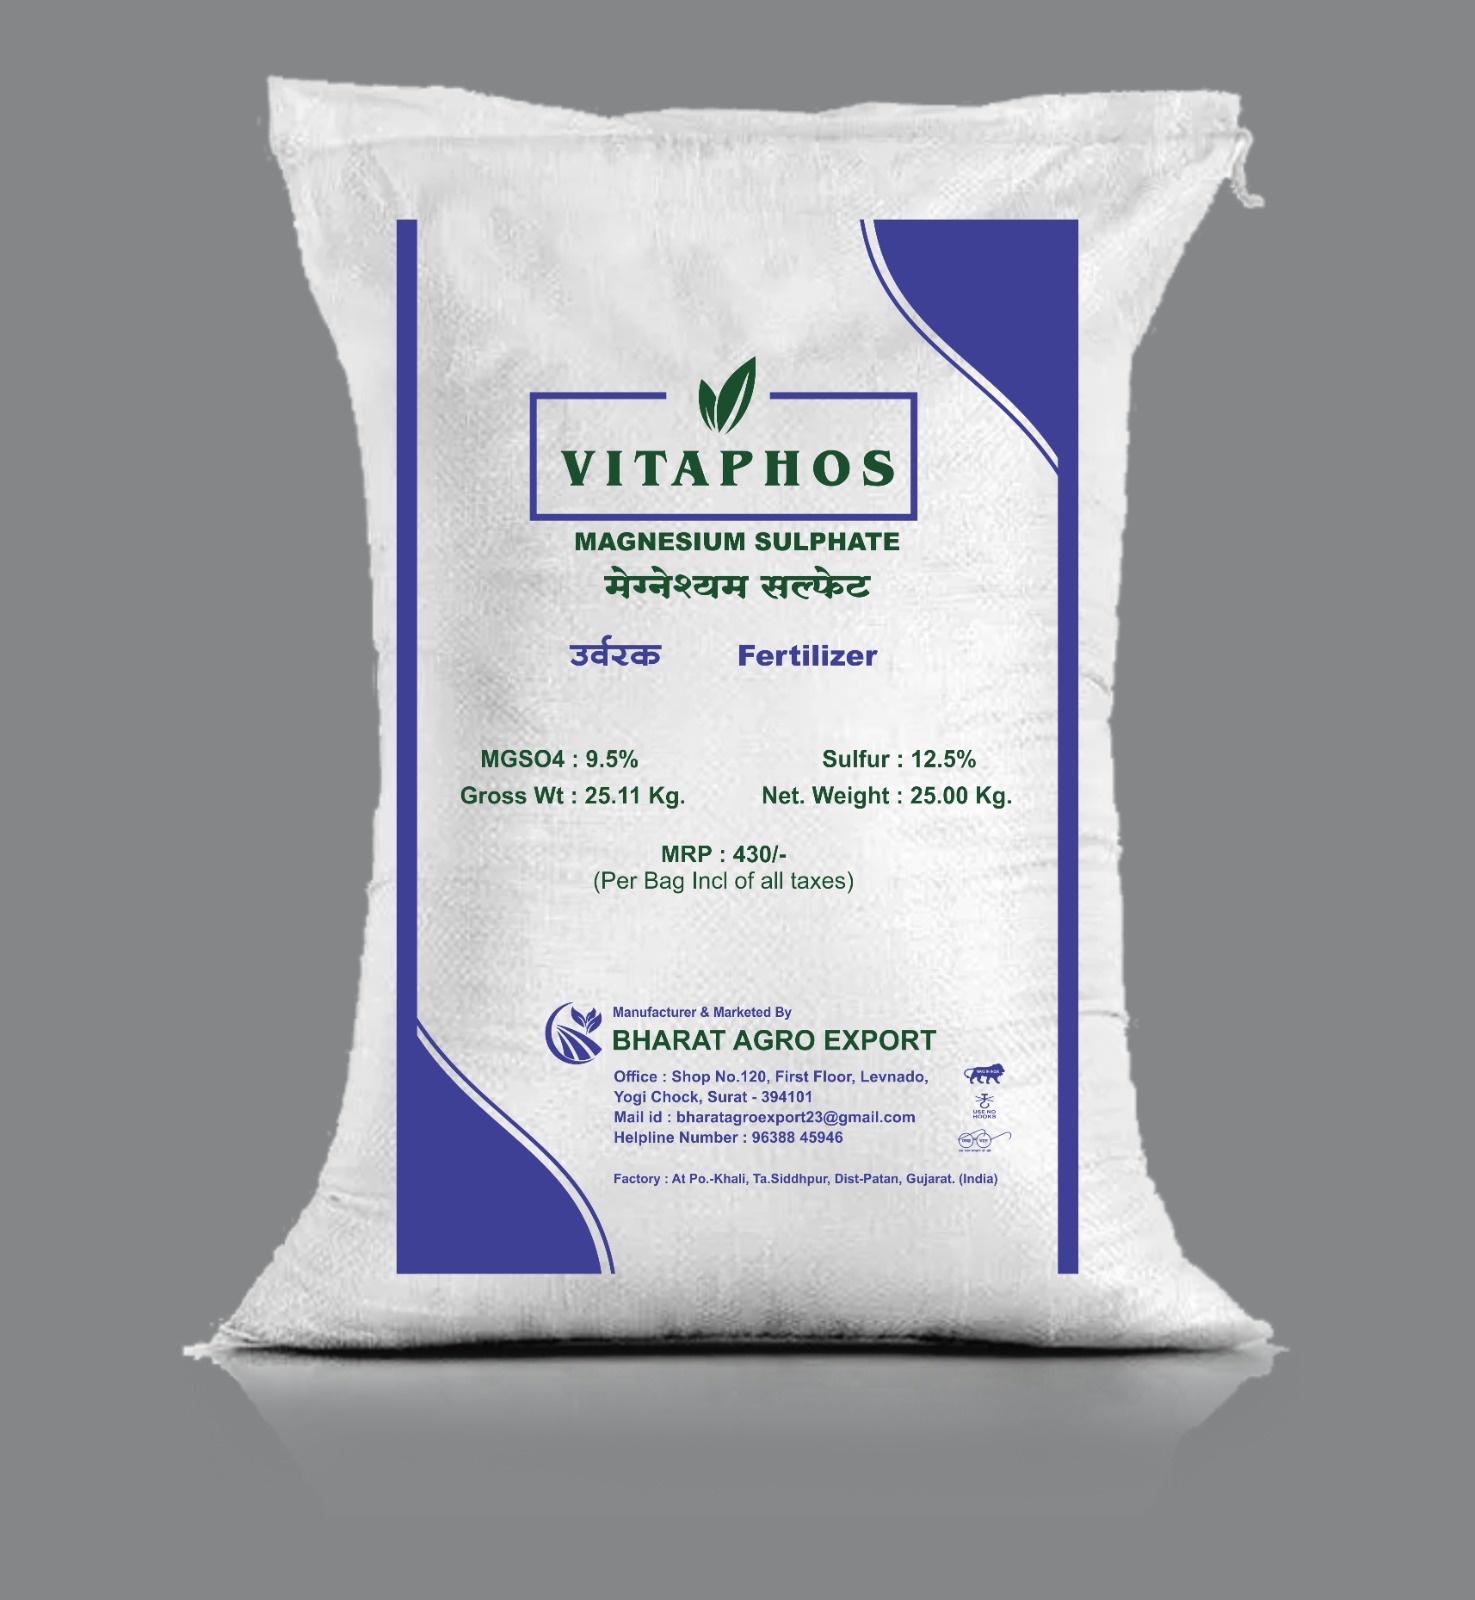 VITAPHOS
MAGNESIUM SULPHATE
मेग्नेश्यम सल्फेट
उर्वरक Fertilizer
MGSO4 : 9.5% Sulfur : 12.5%
Gross Wt : 25.11 Kg. Net. Weight : 25.00 Kg.
MRP : 430/-
(Per Bag Incl of all taxes)
Manufacturer & Marketed By
BHARAT AGRO EXPORT
Office : Shop No.120, First Floor, Levnado,
Yogi Chock, Surat - 394101
Mail id : bharatagroexport23@gmail.com
Helpline Number : 96388 45946
Factory : At Po.-Khali, Ta.Siddhpur, Dist-Patan, Gujarat. (India)
USE NO
HOOKS